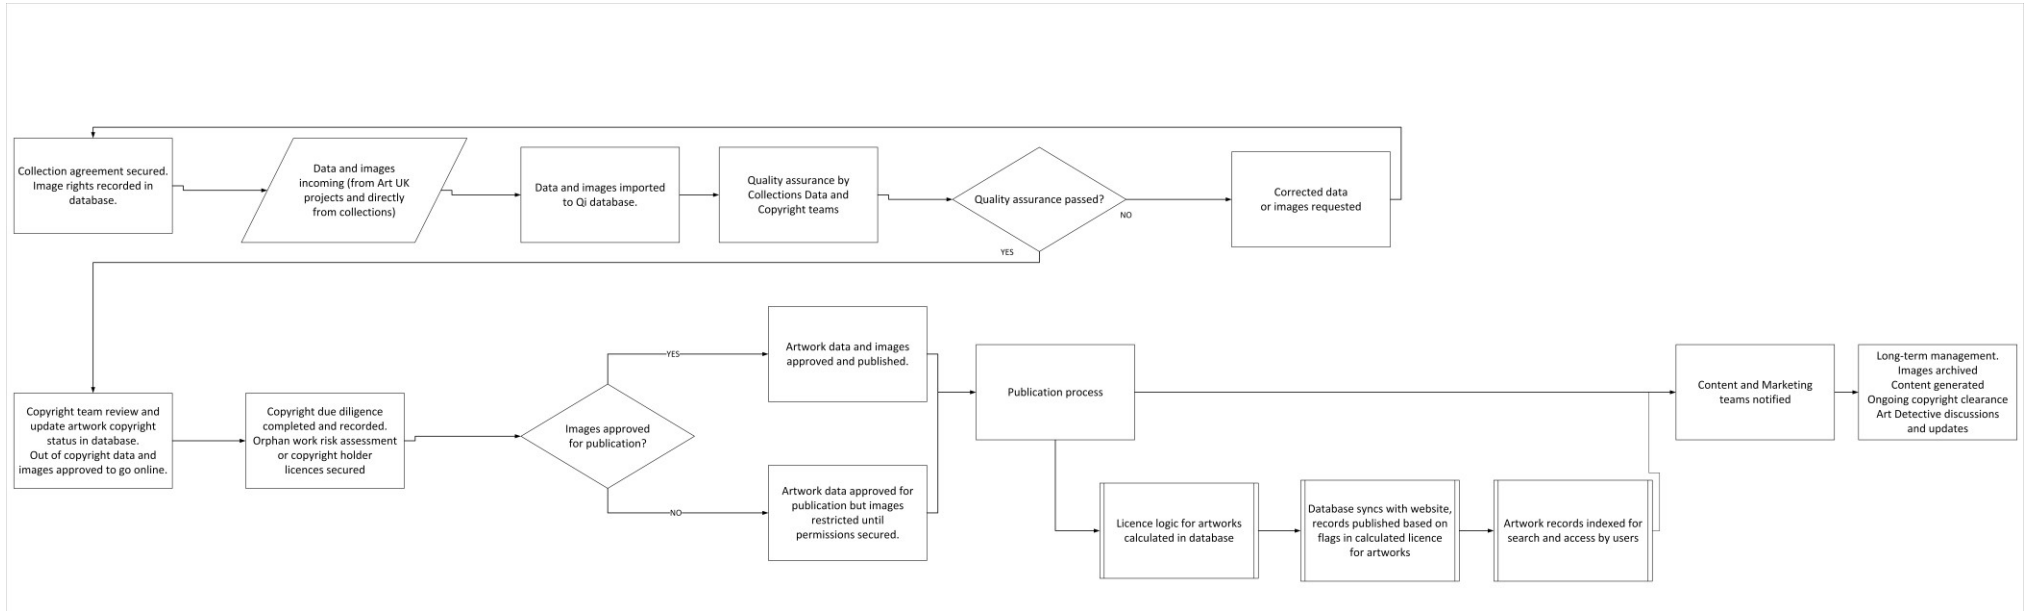 Collection agreement secured.
Image rights recorded in
database.
Data and images
incoming (from Art UK
projects and directly
from collections)
Data and images imported
to Qi database.
Quality assurance by
Collections Data and
Copyright teams
Quality assurance passed?
NO
Corrected data
or images requested
YES
Copyright team review and
update artwork copyright
status in database.
Out of copyright data and
images approved to go online.
Copyright due diligence
completed and recorded.
Orphan work risk assessment
or copyright holder
licences secured
Images approved
for publication?
YES
Artwork data and images
approved and published.
NO
Artwork data approved for
publication but images
restricted until
permissions secured.
Publication process
Licence logic for artworks
calculated in database
Database syncs with website,
records published based on
flags in calculated licence
for artworks
Artwork records indexed for
search and access by users
Content and Marketing
teams notified
Long-term management.
Images archived
Content generated
Ongoing copyright clearance
Art Detective discussions
and updates